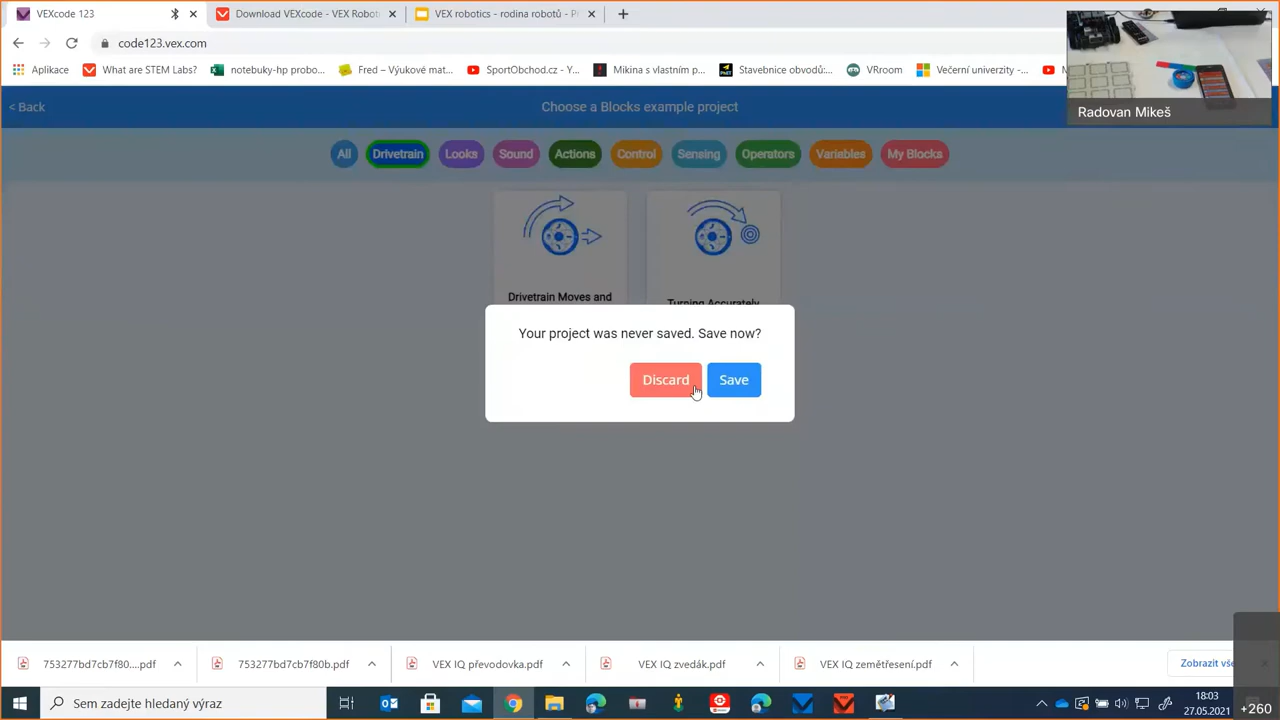 VEXcode 123
Download VEXcode - VEX Robot
VEX robotics - rodina robotů - P
code123.vex.com
Radovan Mikeš
Aplikace
What are STEM Labs?
notebuky-hp probo...
Fred – Výukové mat...
SportObchod.cz - Y...
Mikina s vlastním p...
Stavebnice obvodů:...
VRroom
Večerní univerzity -...
< Back
Choose a Blocks example project
All
Drivetrain
Looks
Sound
Actions
Control
Sensing
Operators
Variables
My Blocks
Drivetrain Moves and
Turning Accurately
Your project was never saved. Save now?
Discard
Save
753277bd7cb7f80....pdf
753277bd7cb7f80b.pdf
VEX IQ převodovka.pdf
VEX IQ zvedák.pdf
VEX IQ zemětřesení.pdf
Zobrazit vše
Sem zadejte hledaný výraz
18:03
27.05.2021
+260